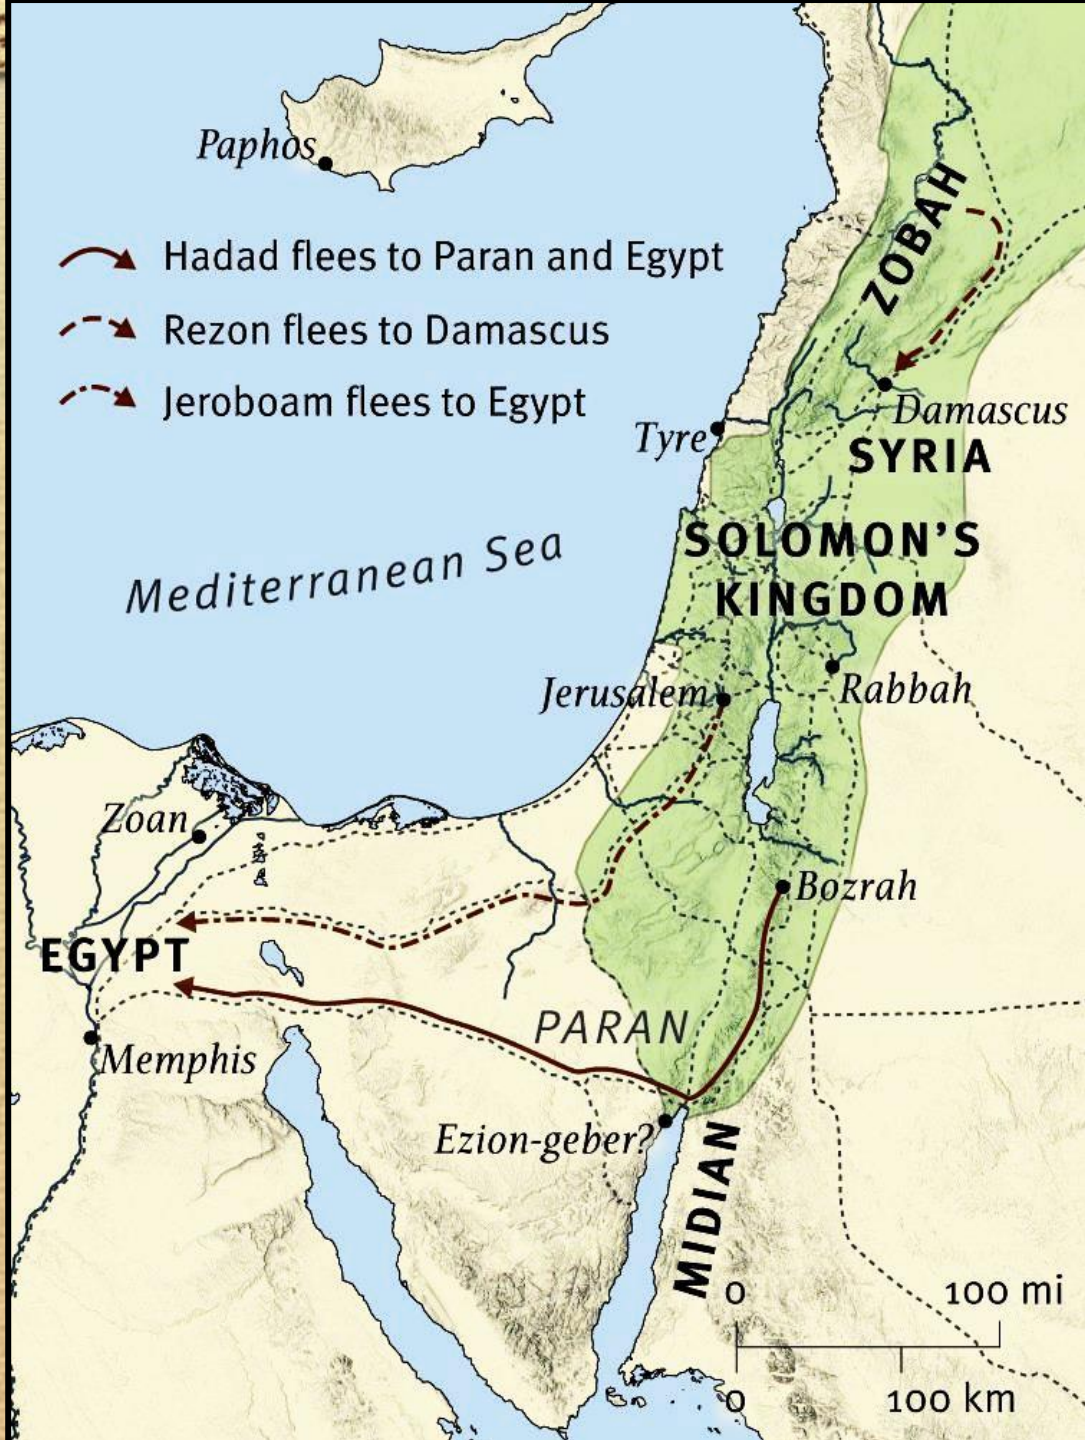 Paphos
ZOBAH
Hadad flees to Paran and Egypt
Rezon flees to Damascus
Jeroboam flees to Egypt
Damascus
Tyre
SYRIA
SOLOMON'S
KINGDOM
Mediterranean Sea
Jerusalem
Rabbah
Zoan
Bozrah
EGYPT
PARAN
Memphis
Ezion-geber?
MIDIAN
0 100 mi
0 100 km